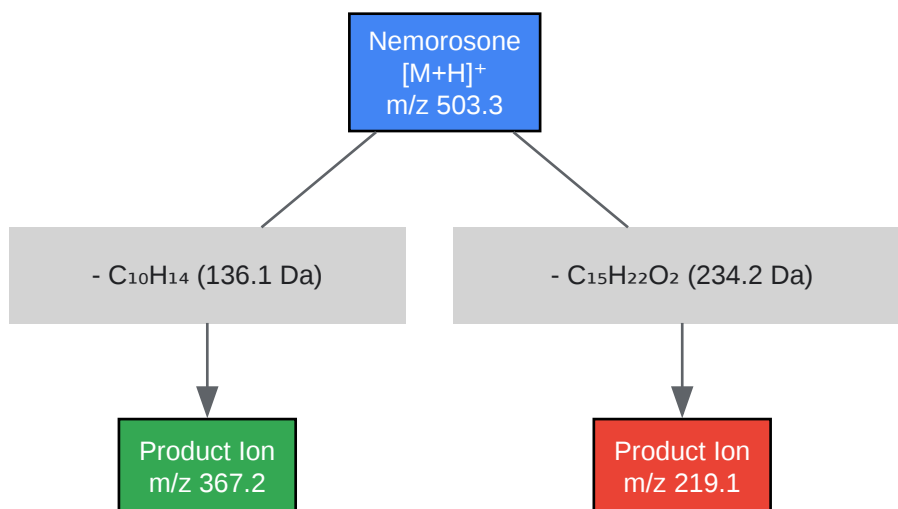 Nemorosone
[M+H]⁺
m/z 503.3
- C₁₀H₁₄ (136.1 Da)
- C₁₅H₂₂O₂ (234.2 Da)
Product Ion
m/z 367.2
Product Ion
m/z 219.1